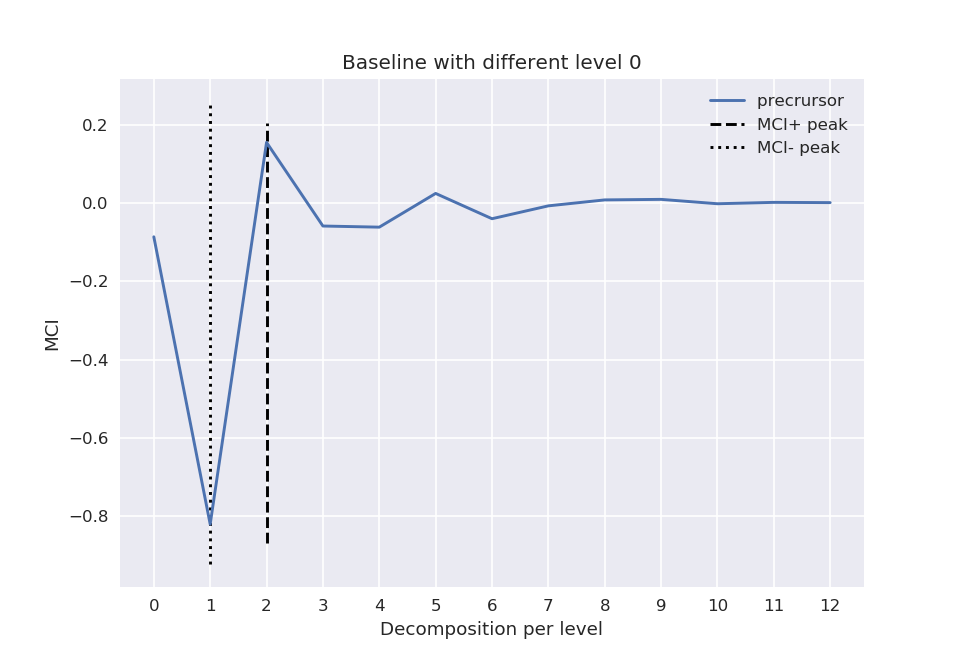 Baseline with different level 0
precrursor
MCI+ peak
MCI- peak
0.2
0.0
−0.2
−0.4
−0.6
−0.8
MCI
0 1 2 3 4 5 6 7 8 9 10 11 12
Decomposition per level